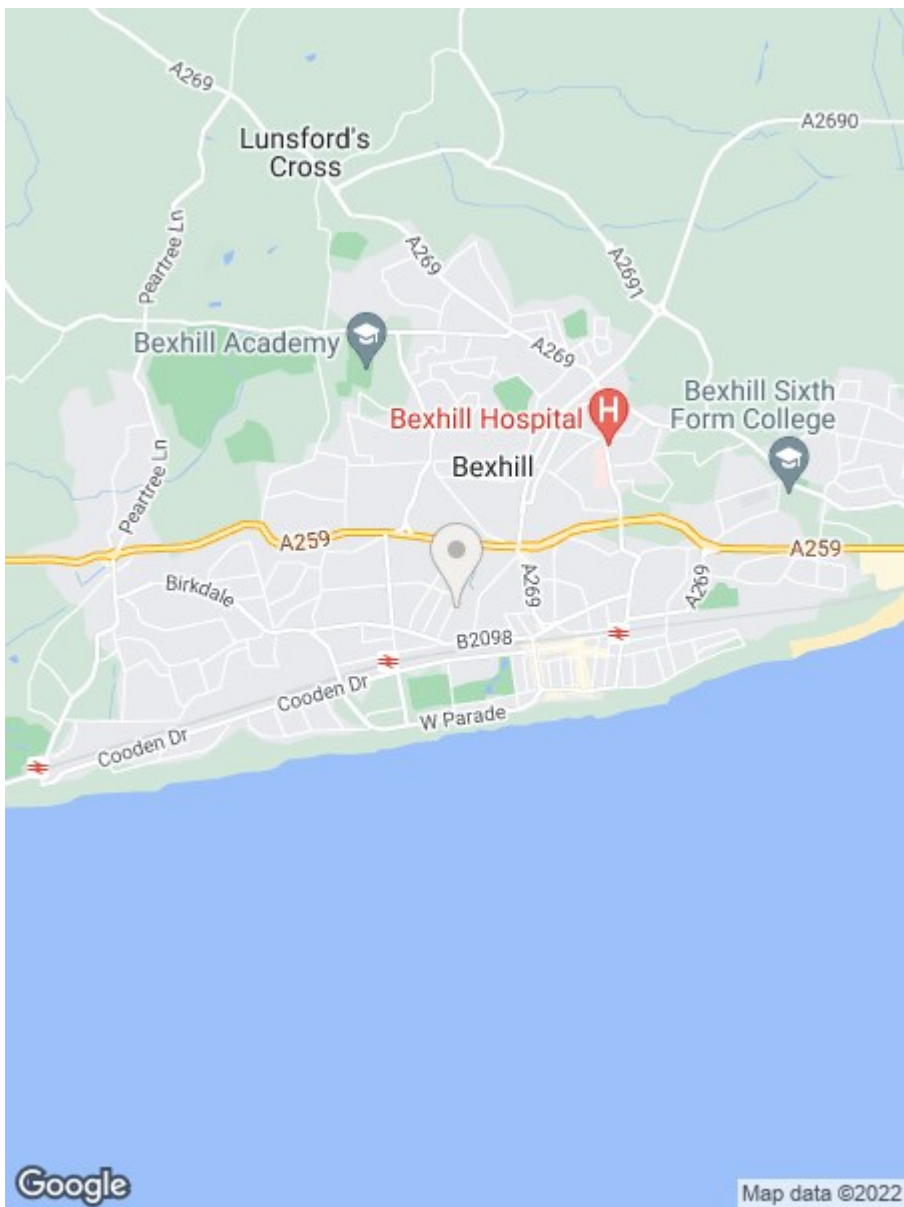 A269
A2690
Lunsford's
Cross
Peartree Ln
A269
A2691
Bexhill Academy
A269
Bexhill Sixth
Form College
Bexhill Hospital
H
Bexhill
Peartree Ln
A259
A259
Birkdale
A269
A269
B2098
Cooden Dr
W Parade
Cooden Dr
Google
Map data ©2022